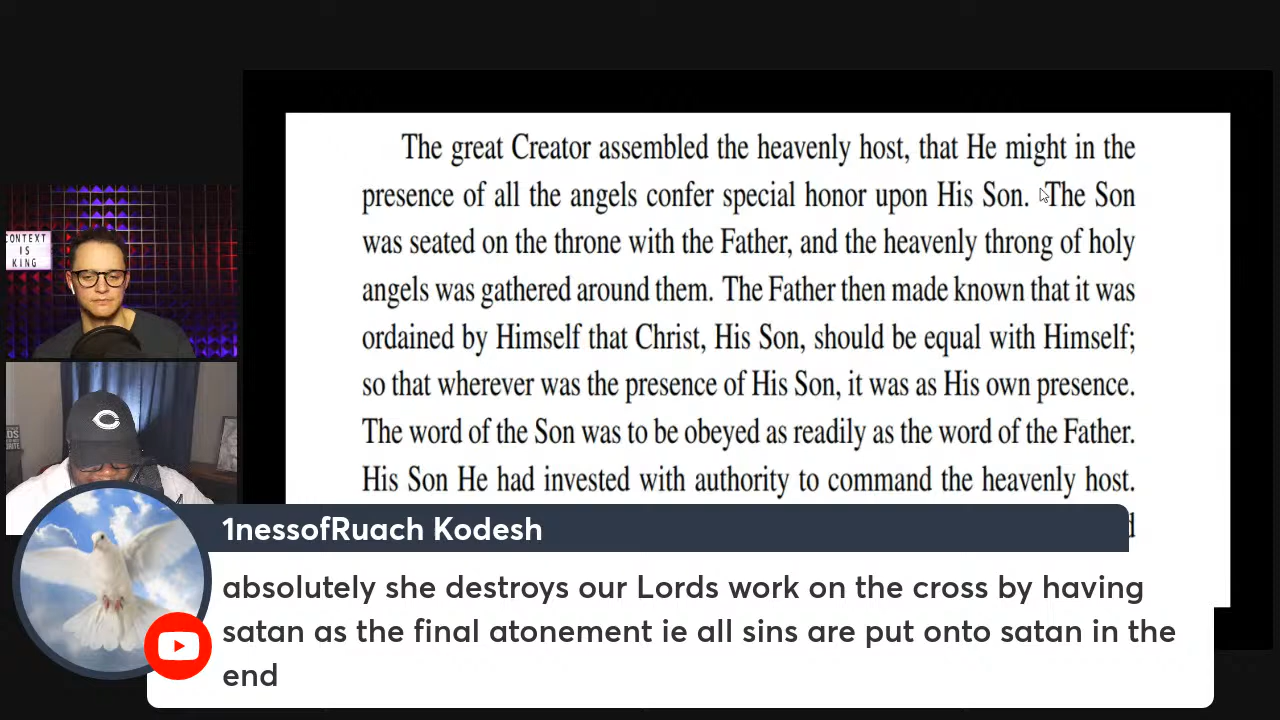 CONTEXT
IS
KING
The great Creator assembled the heavenly host, that He might in the
presence of all the angels confer special honor upon His Son. The Son
was seated on the throne with the Father, and the heavenly throng of holy
angels was gathered around them. The Father then made known that it was
ordained by Himself that Christ, His Son, should be equal with Himself;
so that wherever was the presence of His Son, it was as His own presence.
The word of the Son was to be obeyed as readily as the word of the Father.
His Son He had invested with authority to command the heavenly host.
1nessofRuach Kodesh
absolutely she destroys our Lords work on the cross by having
satan as the final atonement ie all sins are put onto satan in the
end